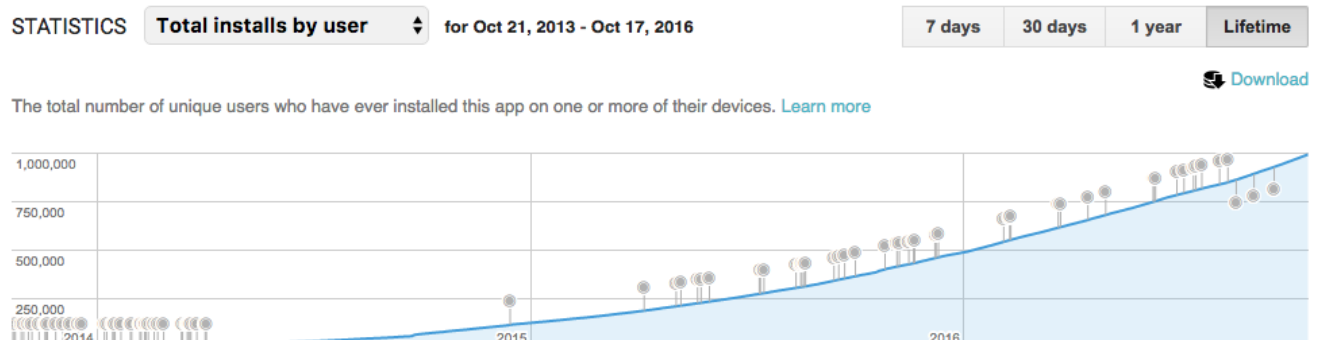 STATISTICS Total installs by user for Oct 21, 2013 - Oct 17, 2016 7 days 30 days 1 year Lifetime
Download
The total number of unique users who have ever installed this app on one or more of their devices. Learn more
1,000,000
750,000
500,000
250,000
2014 2015 2016